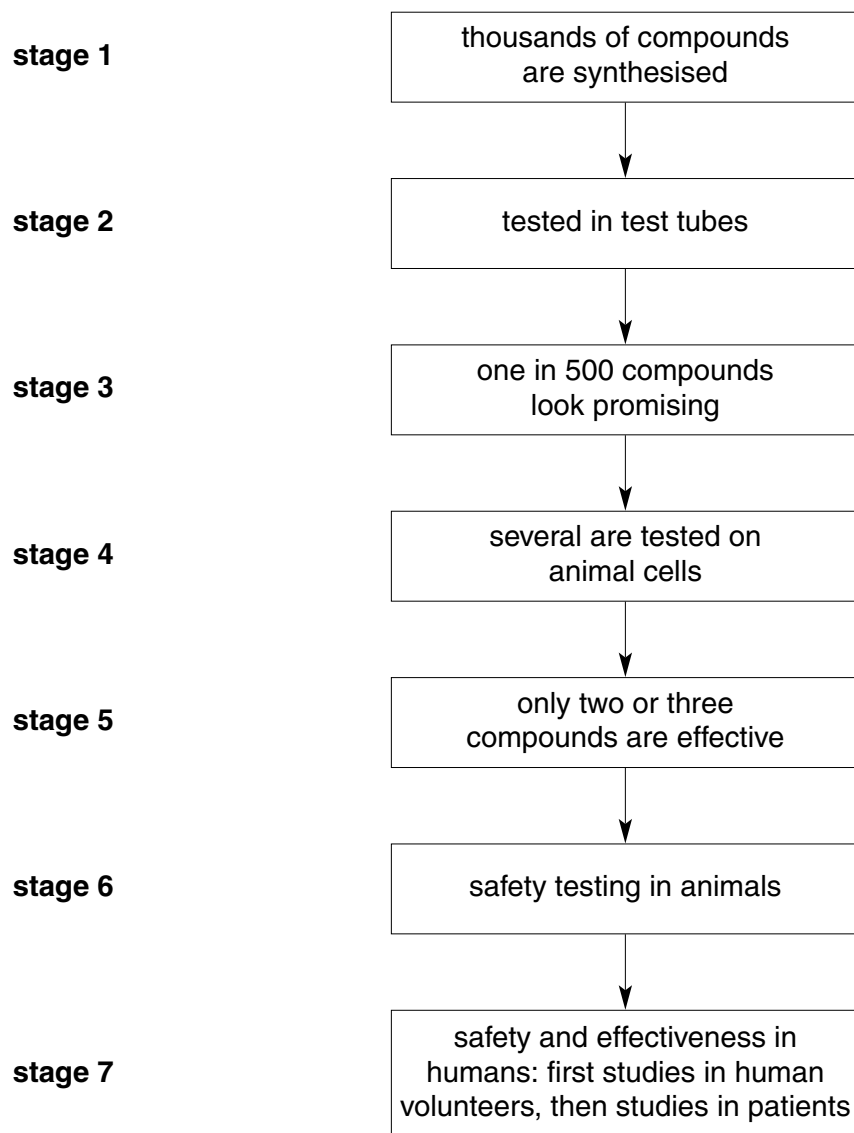 stage 1
thousands of compounds
are synthesised
stage 2
tested in test tubes
stage 3
one in 500 compounds
look promising
stage 4
several are tested on
animal cells
stage 5
only two or three
compounds are effective
stage 6
safety testing in animals
stage 7
safety and effectiveness in
humans: first studies in human
volunteers, then studies in patients